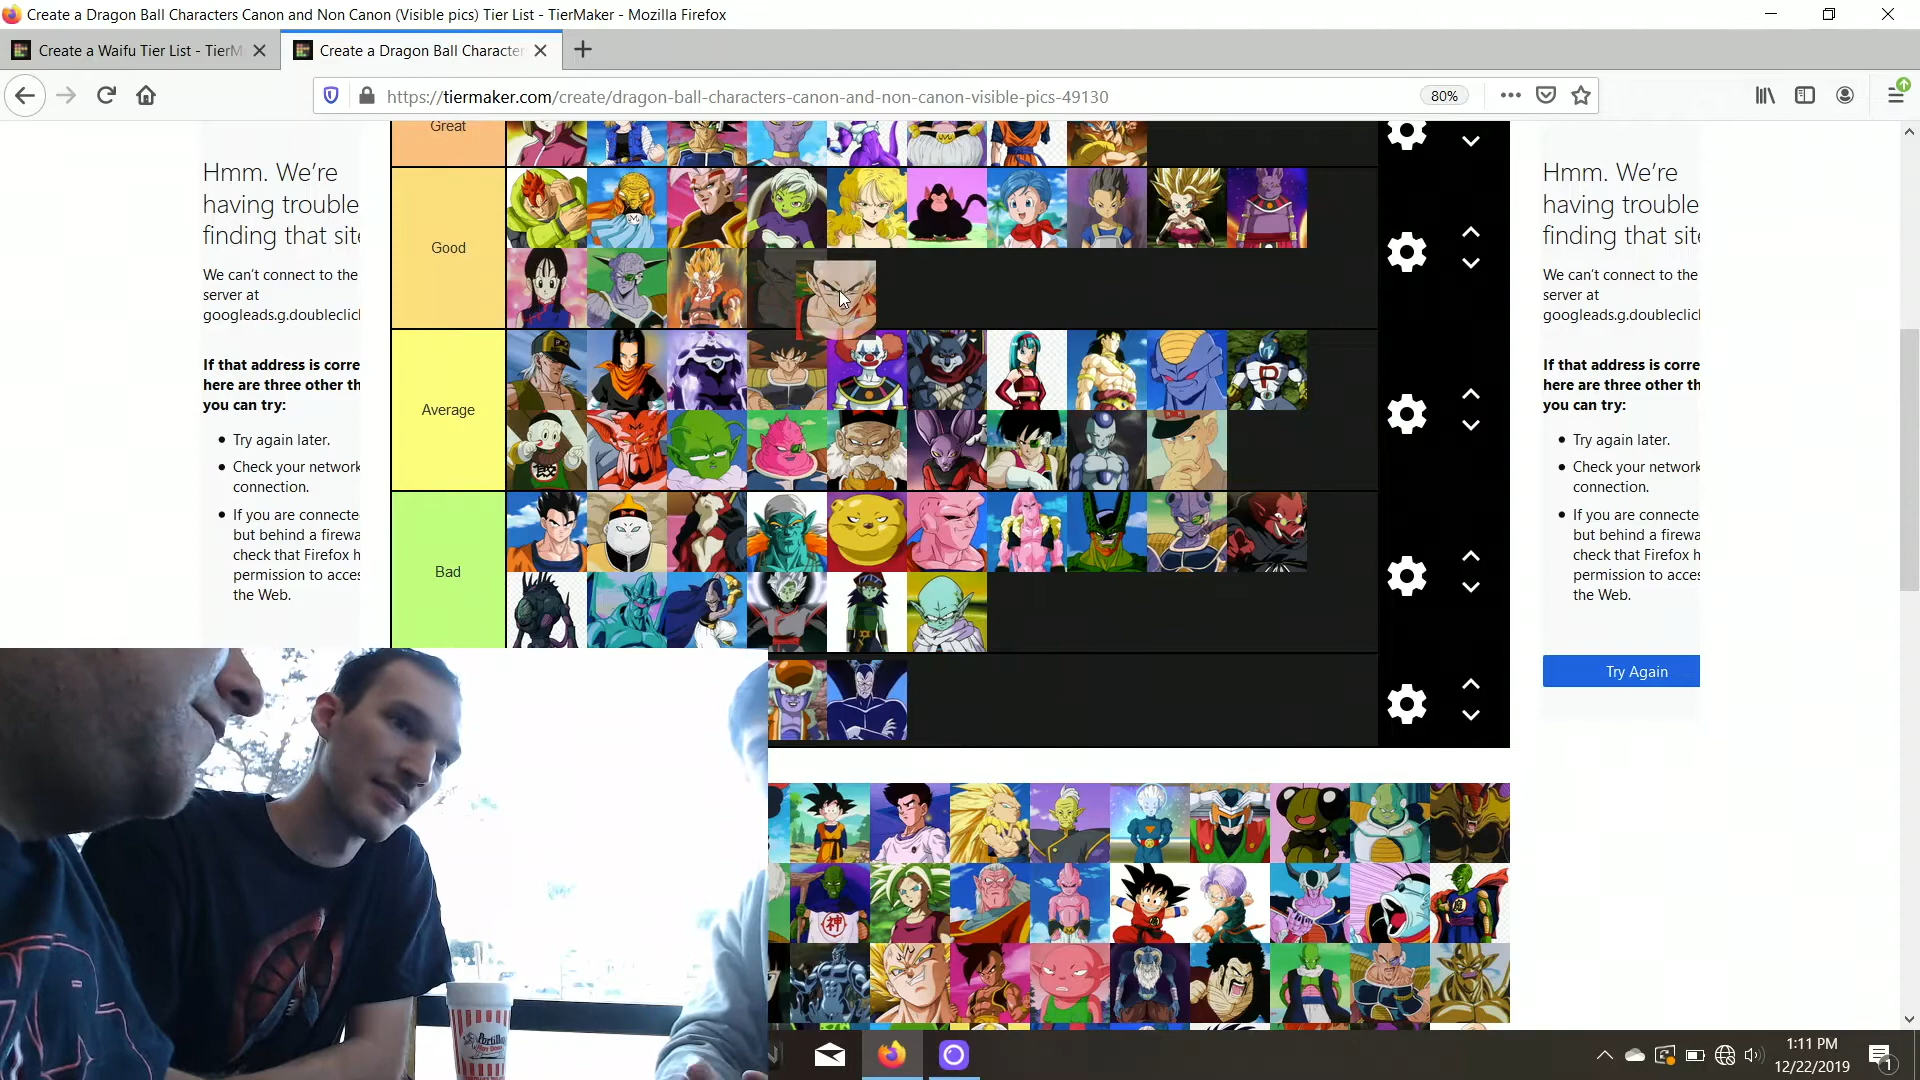 Create a Dragon Ball Characters Canon and Non Canon (Visible pics) Tier List - TierMaker - Mozilla Firefox
Create a Waifu Tier List - TierM
Create a Dragon Ball Character
https://tiermaker.com/create/dragon-ball-characters-canon-and-non-canon-visible-pics-49130
80%
Great
Good
Average
Bad
Hmm. We're
having trouble
finding that site
We can't connect to the
server at
googleads.g.doubleclic
If that address is corre
here are three other th
you can try:
Try again later.
Check your network
connection.
If you are connecte
but behind a firewa
check that Firefox h
permission to acces
the Web.
Hmm. We're
having trouble
finding that site
We can't connect to the
server at
googleads.g.doubleclic
If that address is corre
here are three other th
you can try:
Try again later.
Check your network
connection.
If you are connecte
but behind a firewa
check that Firefox h
permission to acces
the Web.
Try Again
P
神
魔
Portillo's
Hot Dogs
1:11 PM
12/22/2019
1